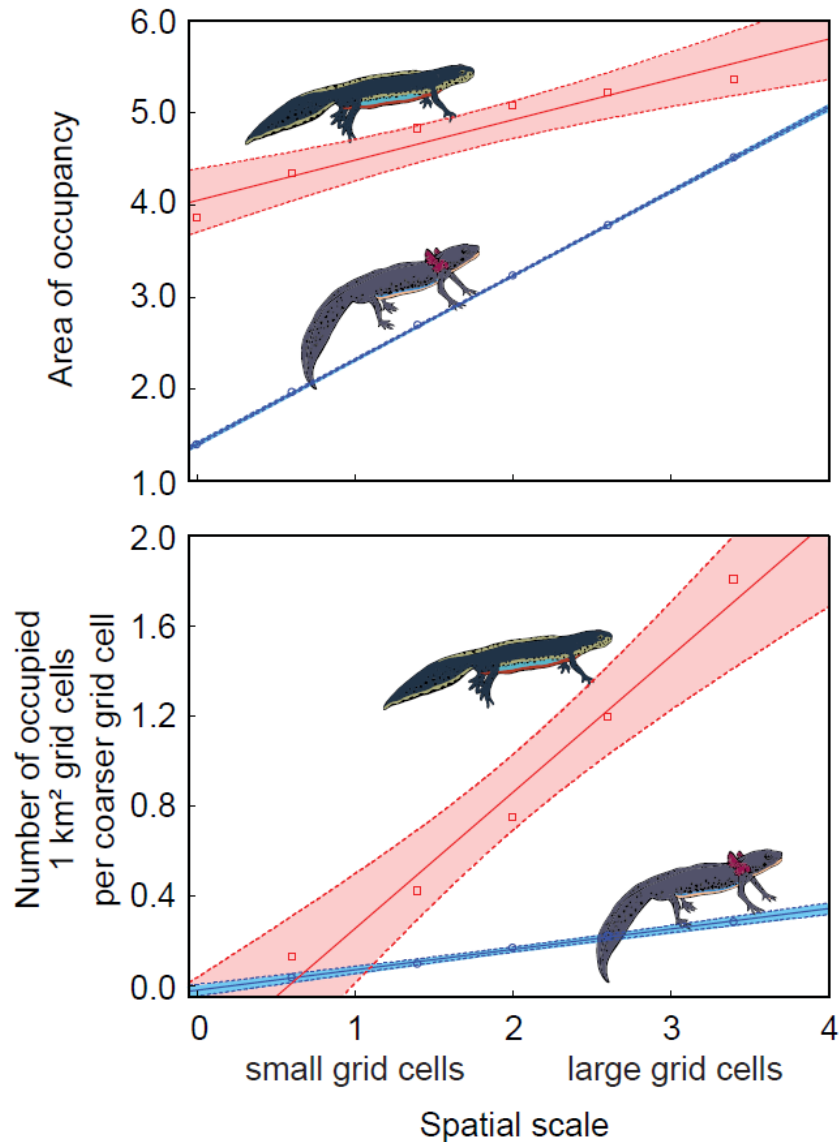 6.0
5.0
4.0
3.0
2.0
1.0
Area of occupancy
2.0
1.6
1.2
0.8
0.4
0.0
Number of occupied
1 km² grid cells
per coarser grid cell
0 1 2 3 4
small grid cells large grid cells
Spatial scale